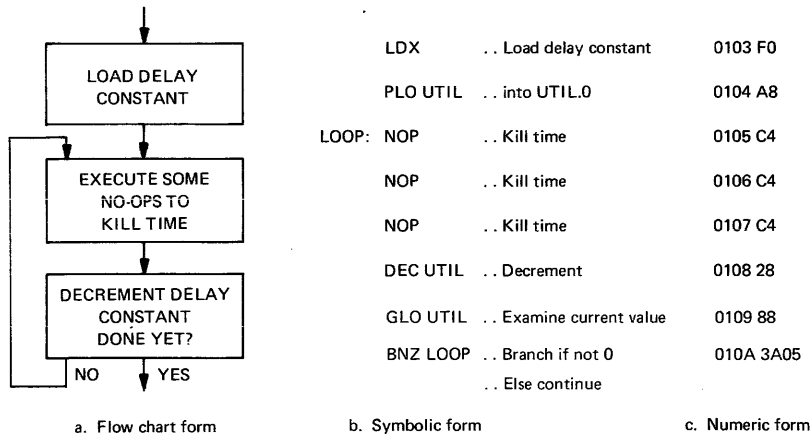 LOAD DELAY
CONSTANT
EXECUTE SOME
NO-OPS TO
KILL TIME
DECREMENT DELAY
CONSTANT
DONE YET?
NO YES
a. Flow chart form
LDX .. Load delay constant 0103 F0
PLO UTIL .. into UTIL.0 0104 A8
LOOP: NOP .. Kill time 0105 C4
NOP .. Kill time 0106 C4
NOP .. Kill time 0107 C4
DEC UTIL .. Decrement 0108 28
GLO UTIL .. Examine current value 0109 88
BNZ LOOP .. Branch if not 0 010A 3A05
.. Else continue
b. Symbolic form c. Numeric form